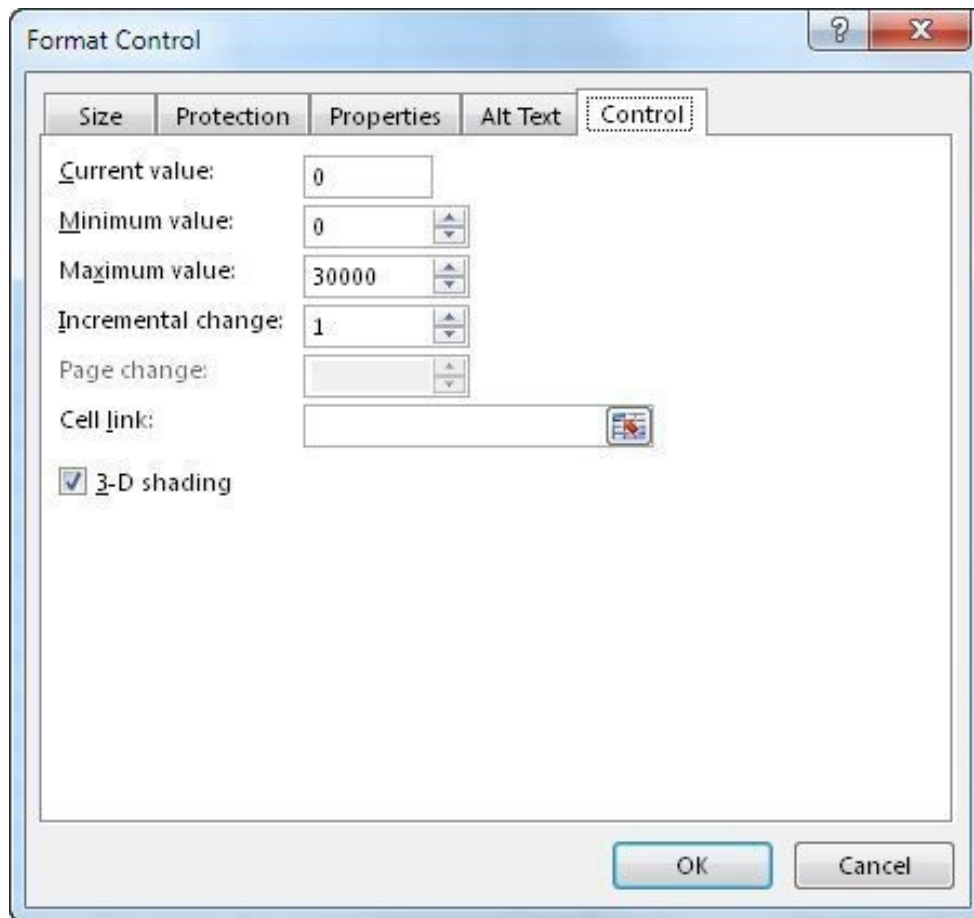 Format Control
Size Protection Properties Alt Text Control
Current value: 0
Minimum value: 0
Maximum value: 30000
Incremental change: 1
Page change:
Cell link:
3-D shading
OK Cancel